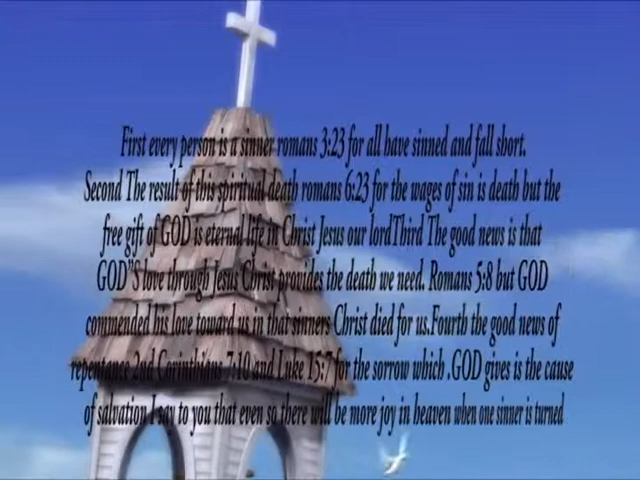 First every person is a sinner romans 3:23 for all have sinned and fall short.
Second The result of this spiritual death romans 6:23 for the wages of sin is death but the
free gift of GOD is eternal life in Christ Jesus our lordThird The good news is that
GOD"S love through Jesus Christ provides the death we need. Romans 5:8 but GOD
commended his love toward us in that sinners Christ died for us.Fourth the good news of
repentance 2nd Corinthians 7:10 and Luke 15:7 for the sorrow which .GOD gives is the cause
of salvation I say to you that even so there will be more joy in heaven when one sinner is turned